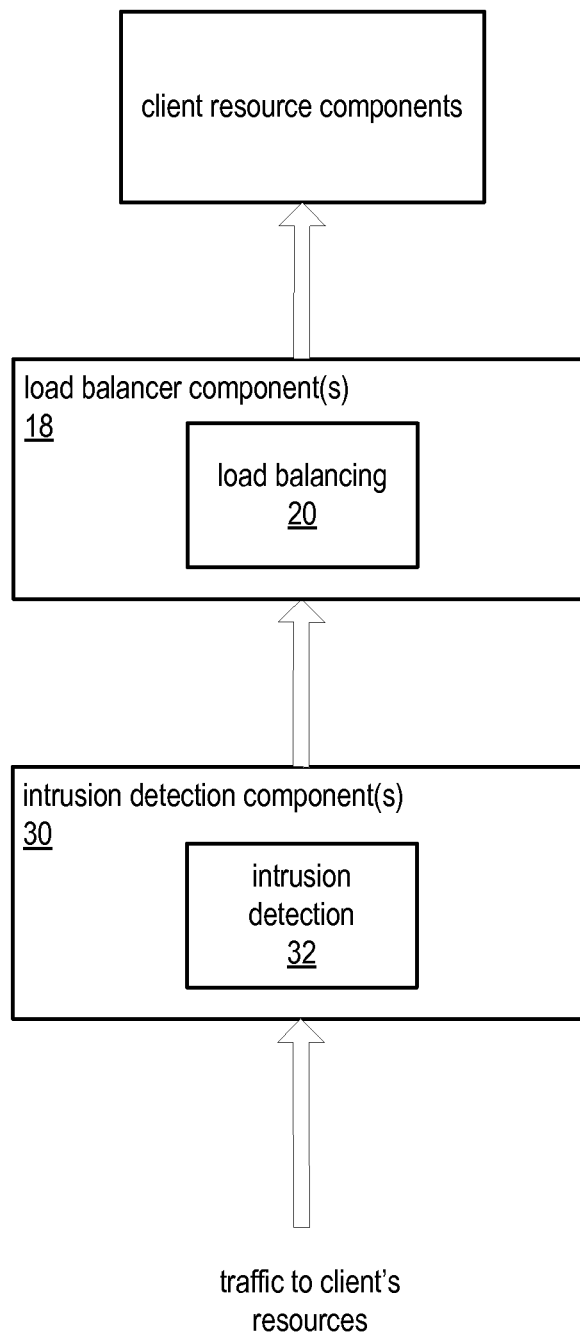 client resource components
load balancer component(s)
18
load balancing
20
intrusion detection component(s)
30
intrusion
detection
32
traffic to client's
resources